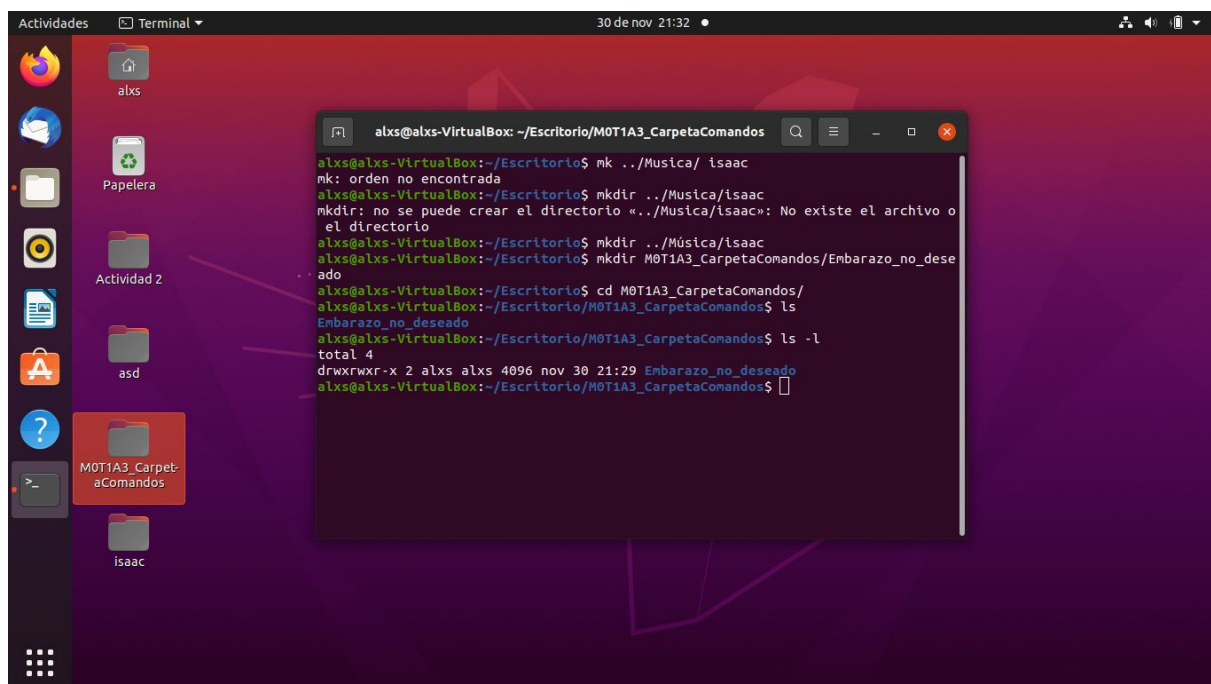 Actividades Terminal 30 de nov 21:32
alxs
Papelera
Actividad 2
asd
M0T1A3_Carpet-
aComandos
isaac
alxs@alxs-VirtualBox: ~/Escritorio/M0T1A3_CarpetaComandos
alxs@alxs-VirtualBox:~/Escritorio$ mk ../Musica/ isaac
mk: orden no encontrada
alxs@alxs-VirtualBox:~/Escritorio$ mkdir ../Musica/isaac
mkdir: no se puede crear el directorio «../Musica/isaac»: No existe el archivo o
el directorio
alxs@alxs-VirtualBox:~/Escritorio$ mkdir ../Música/isaac
alxs@alxs-VirtualBox:~/Escritorio$ mkdir M0T1A3_CarpetaComandos/Embarazo_no_dese
ado
alxs@alxs-VirtualBox:~/Escritorio$ cd M0T1A3_CarpetaComandos/
alxs@alxs-VirtualBox:~/Escritorio/M0T1A3_CarpetaComandos$ ls
Embarazo_no_deseado
alxs@alxs-VirtualBox:~/Escritorio/M0T1A3_CarpetaComandos$ ls -l
total 4
drwxrwxr-x 2 alxs alxs 4096 nov 30 21:29 Embarazo_no_deseado
alxs@alxs-VirtualBox:~/Escritorio/M0T1A3_CarpetaComandos$